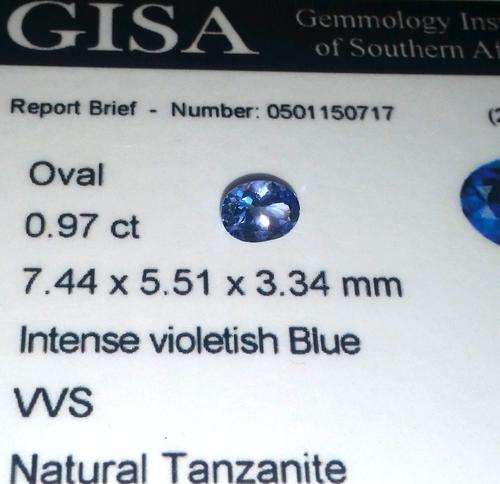 GISA
Gemmology Ins
of Southern Af
Report Brief - Number: 0501150717
Oval
0.97 ct
7.44 x 5.51 x 3.34 mm
Intense violetish Blue
VVS
Natural Tanzanite